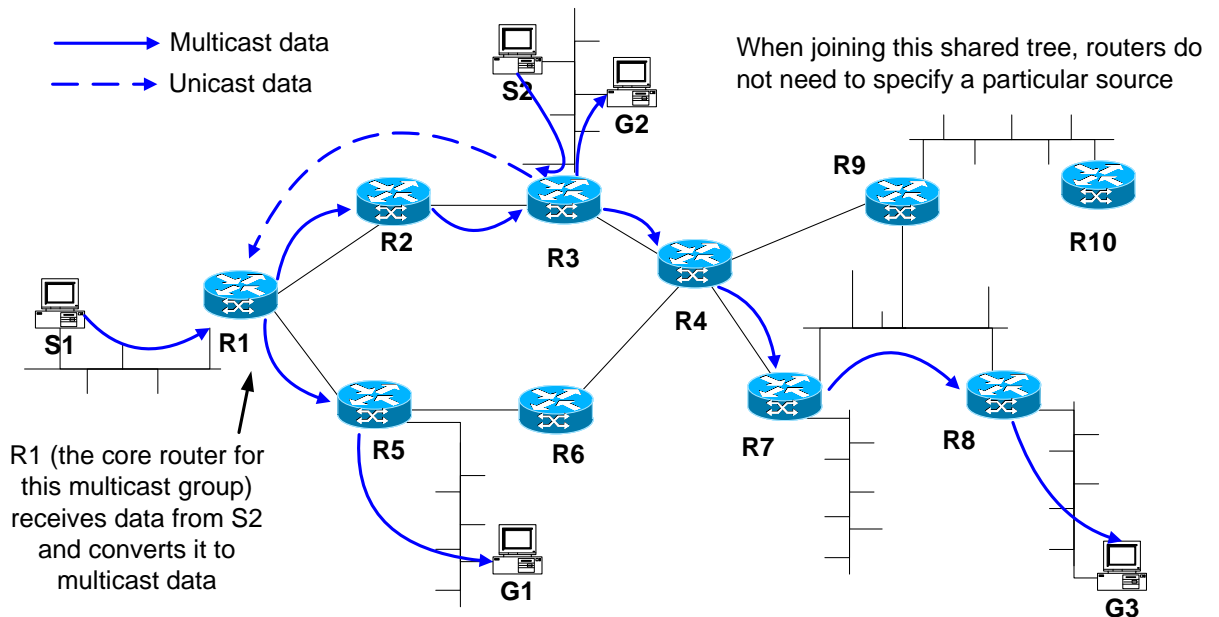 Multicast data
Unicast data
When joining this shared tree, routers do
not need to specify a particular source
S2
G2
R9
R2
R3
R10
S1
R1
R4
R5
R6
R7
R8
R1 (the core router for
this multicast group)
receives data from S2
and converts it to
multicast data
G1
G3